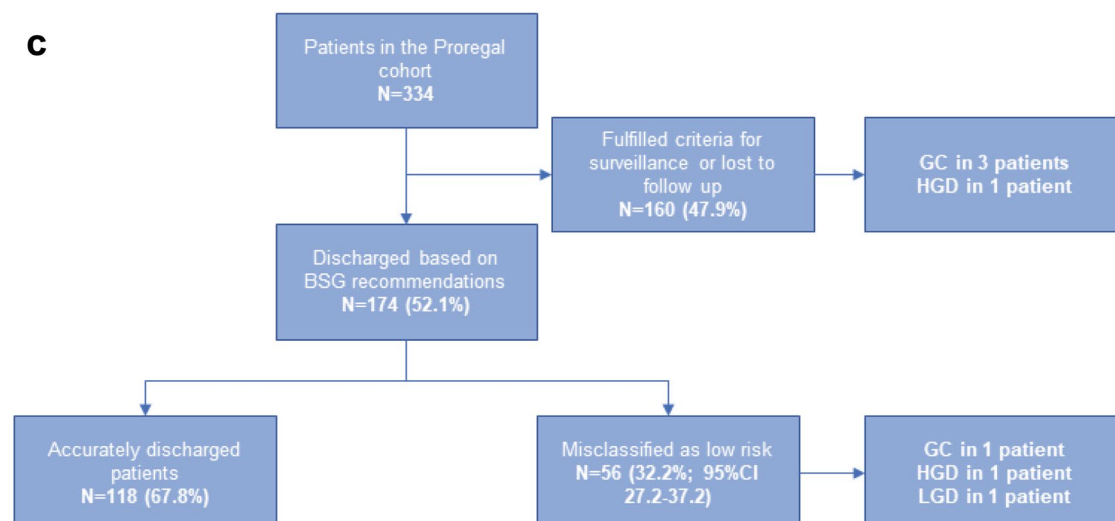 c
Patients in the Proregal
cohort
N=334
Fulfilled criteria for
surveillance or lost to
follow up
N=160 (47.9%)
GC in 3 patients
HGD in 1 patient
Discharged based on
BSG recommendations
N=174 (52.1%)
Accurately discharged
patients
N=118 (67.8%)
Misclassified as low risk
N=56 (32.2%; 95%CI
27.2-37.2)
GC in 1 patient
HGD in 1 patient
LGD in 1 patient